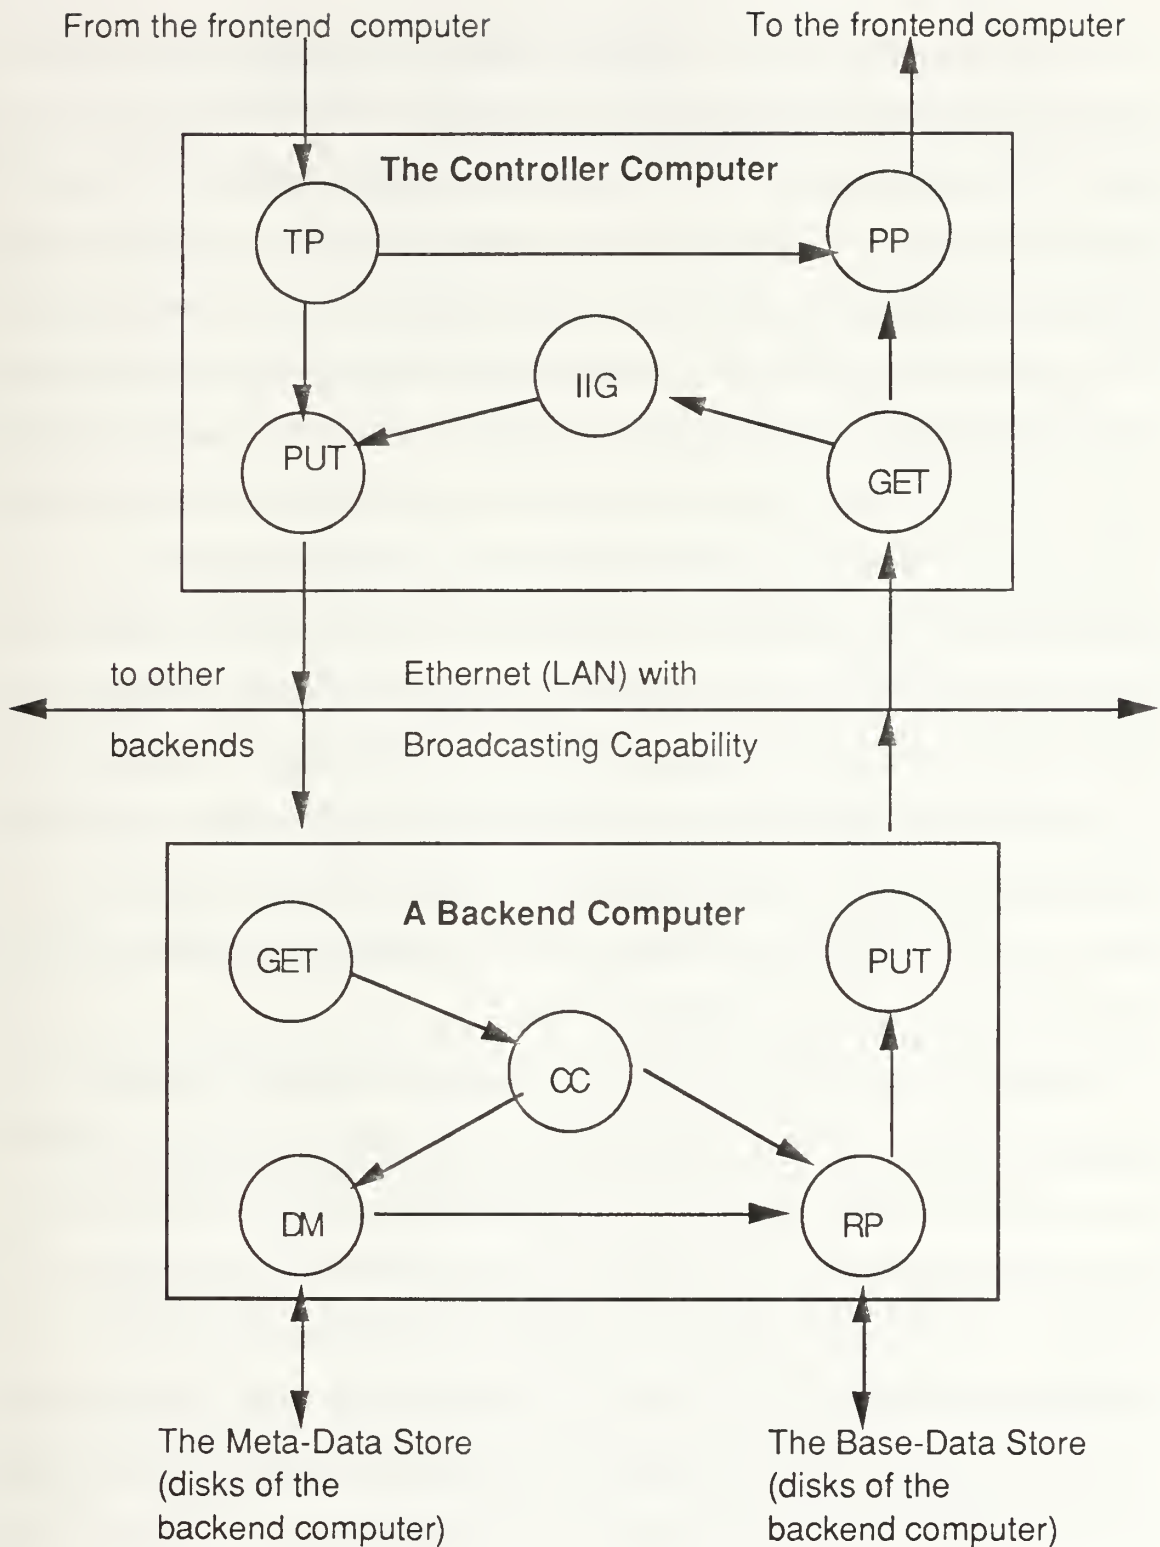 From the frontend computer
To the frontend computer
The Controller Computer
TP
PP
IIG
PUT
GET
to other
Ethernet (LAN) with
backends
Broadcasting Capability
A Backend Computer
GET
PUT
CC
DM
RP
The Meta-Data Store
(disks of the
backend computer)
The Base-Data Store
(disks of the
backend computer)